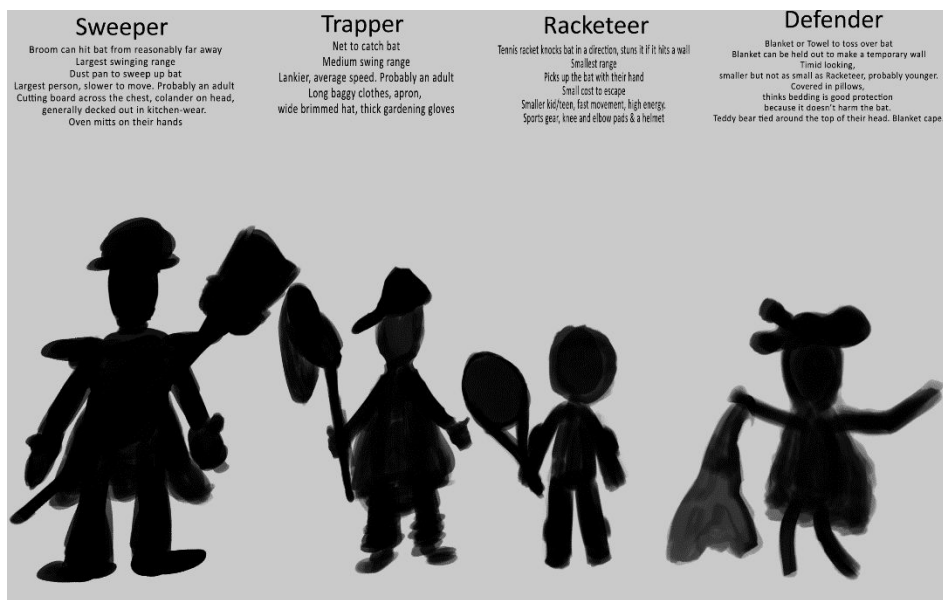 Sweeper
Broom can hit bat from reasonably far away
Largest swinging range
Dust pan to sweep up bat
Largest person, slower to move. Probably an adult
Cutting board across the chest, colander on head,
generally decked out in kitchen-wear.
Oven mitts on their hands
Trapper
Net to catch bat
Medium swing range
Lankier, average speed. Probably an adult
Long baggy clothes, apron,
wide brimmed hat, thick gardening gloves
Racketeer
Tennis racket knocks bat in a direction, stuns it if it hits a wall
Smallest range
Picks up the bat with their hand
Small cost to escape
Smaller kid/teen, fast movement, high energy.
Sports gear, knee and elbow pads & a helmet
Defender
Blanket or Towel to toss over bat
Blanket can be held out to make a temporary wall
Timid looking,
smaller but not as small as Racketeer, probably younger.
Covered in pillows,
thinks bedding is good protection
because it doesn't harm the bat.
Teddy bear tied around the top of their head. Blanket cape